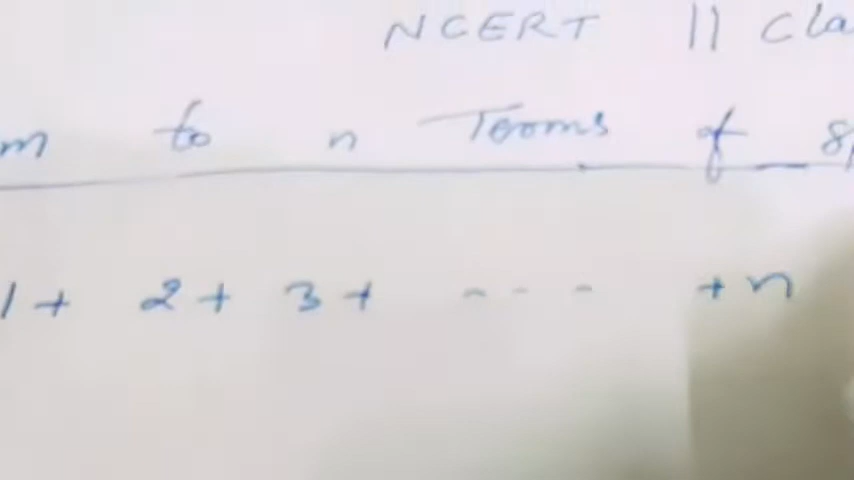 NCERT 11 Cla
m to n Terms of
1 + 2 + 3 + - - - + n